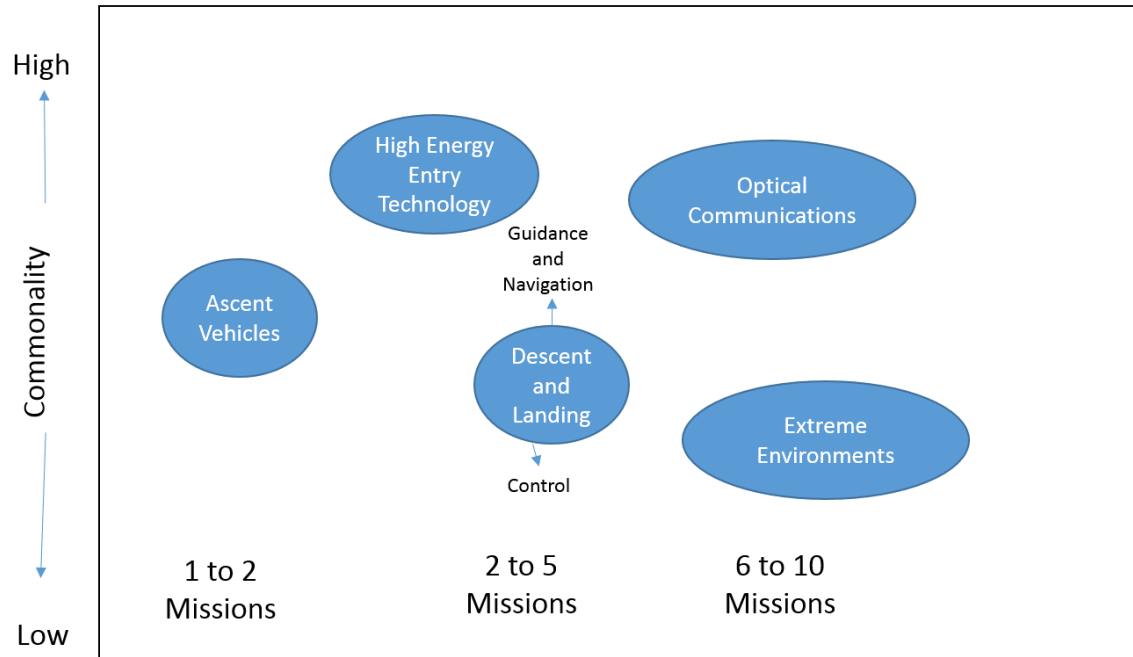 High
Commonality
Low
High Energy
Entry
Technology
Optical
Communications
Guidance
and
Navigation
Ascent
Vehicles
Descent
and
Landing
Extreme
Environments
Control
1 to 2
Missions
2 to 5
Missions
6 to 10
Missions